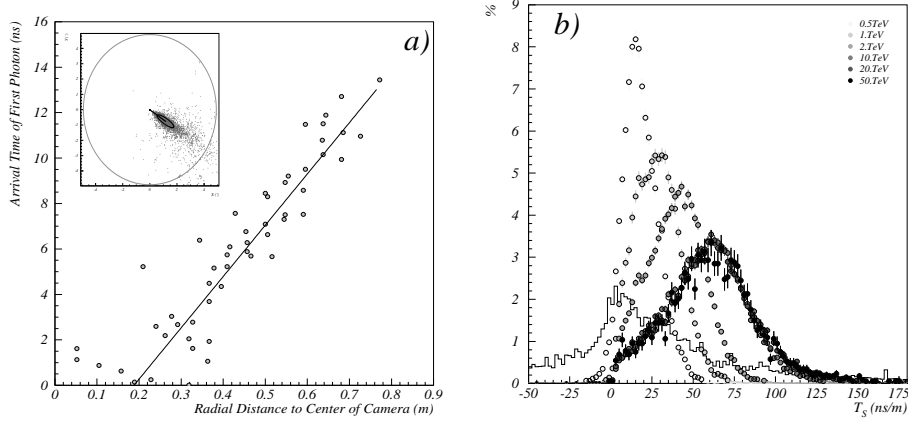 a)
Arrival Time of First Photon (ns)
16
14
12
10
8
6
4
2
0
0 0.1 0.2 0.3 0.4 0.5 0.6 0.7 0.8 0.9
Radial Distance to Center of Camera (m)
b)
%
9
8
7
6
5
4
3
2
1
0
0.5TeV
1.TeV
2.TeV
10.TeV
20.TeV
50.TeV
-50 -25 0 25 50 75 100 125 150 175
T_S (ns/m)